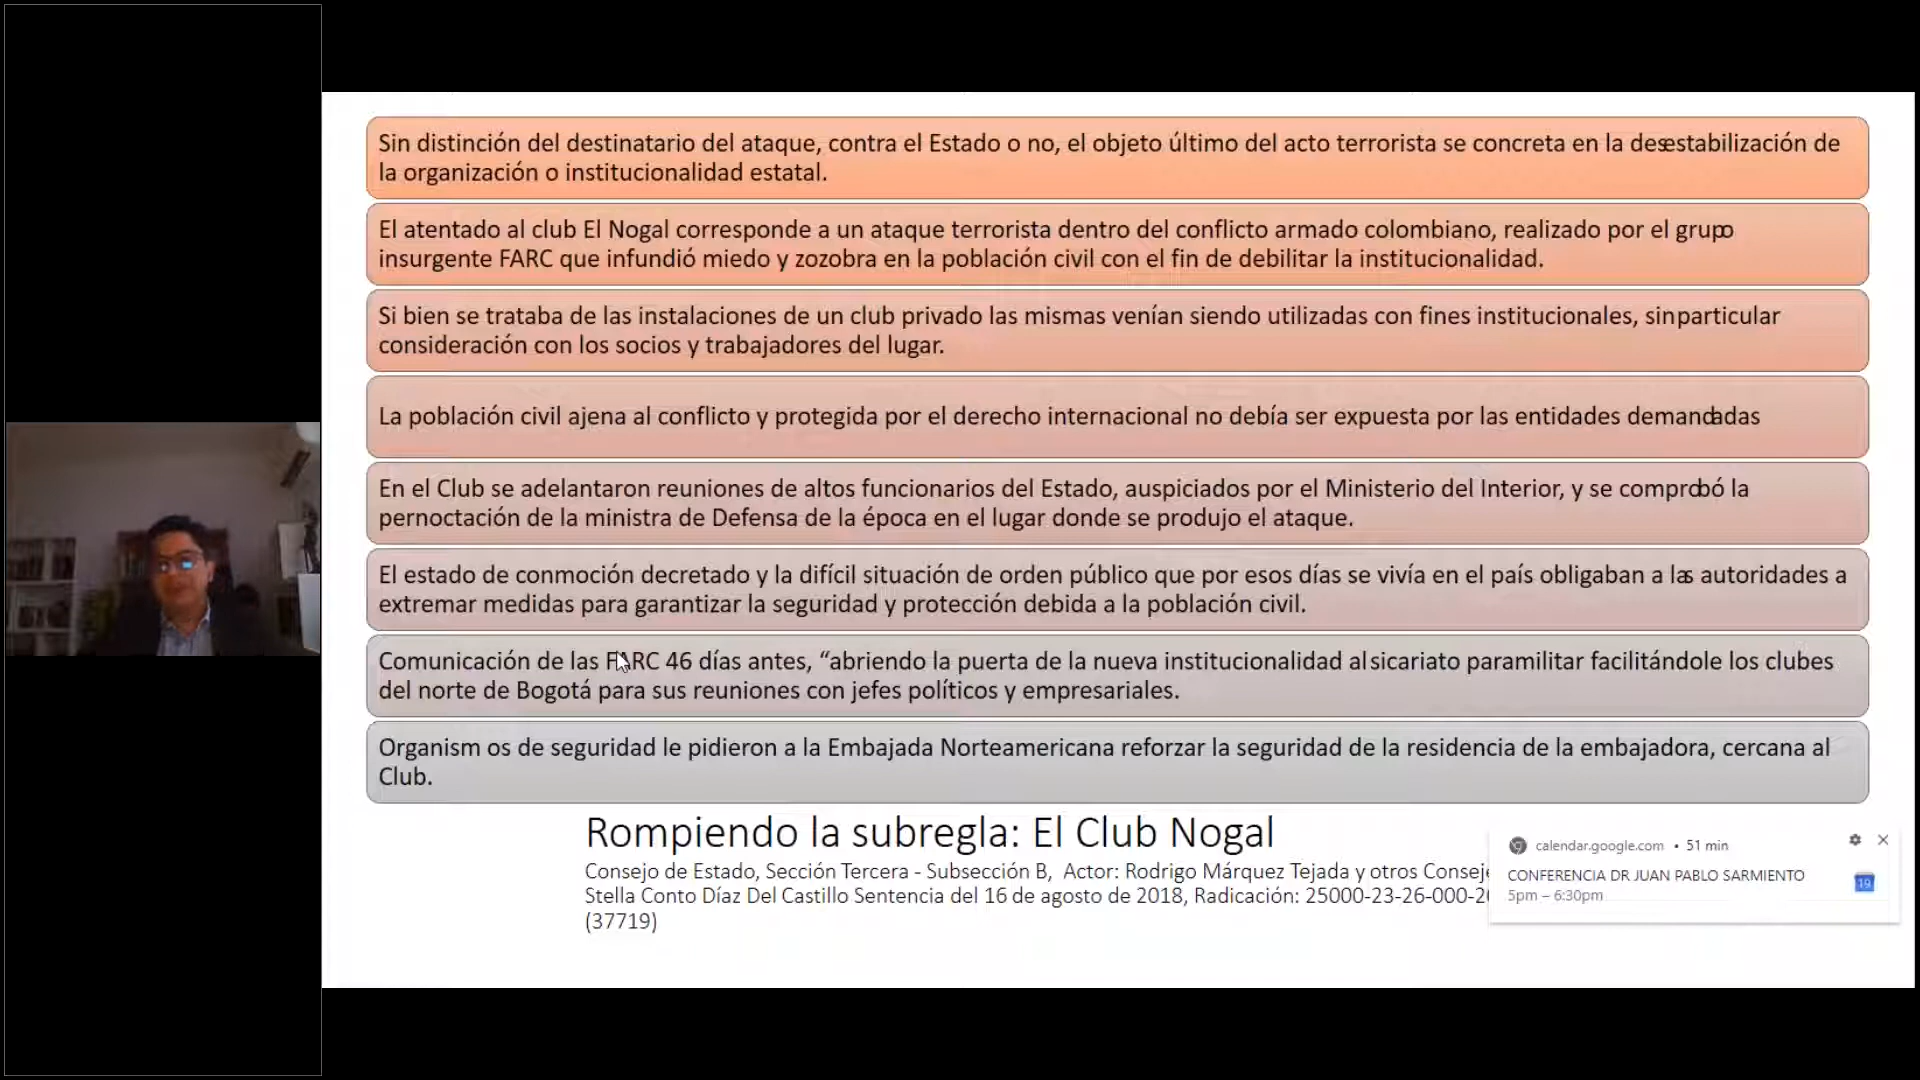 Sin distinción del destinatario del ataque, contra el Estado o no, el objeto último del acto terrorista se concreta en la desestabilización de
la organización o institucionalidad estatal.
El atentado al club El Nogal corresponde a un ataque terrorista dentro del conflicto armado colombiano, realizado por el grupo
insurgente FARC que infundió miedo y zozobra en la población civil con el fin de debilitar la institucionalidad.
Si bien se trataba de las instalaciones de un club privado las mismas venían siendo utilizadas con fines institucionales, sin particular
consideración con los socios y trabajadores del lugar.
La población civil ajena al conflicto y protegida por el derecho internacional no debía ser expuesta por las entidades demandadas
En el Club se adelantaron reuniones de altos funcionarios del Estado, auspiciados por el Ministerio del Interior, y se comprobó la
pernoctación de la ministra de Defensa de la época en el lugar donde se produjo el ataque.
El estado de conmoción decretado y la difícil situación de orden público que por esos días se vivía en el país obligaban a las autoridades a
extremar medidas para garantizar la seguridad y protección debida a la población civil.
Comunicación de las FARC 46 días antes, “abriendo la puerta de la nueva institucionalidad al sicariato paramilitar facilitándole los clubes
del norte de Bogotá para sus reuniones con jefes políticos y empresariales.
Organism os de seguridad le pidieron a la Embajada Norteamericana reforzar la seguridad de la residencia de la embajadora, cercana al
Club.
Rompiendo la subregla: El Club Nogal
Consejo de Estado, Sección Tercera - Subsección B, Actor: Rodrigo Márquez Tejada y otros
Stella Conto Díaz Del Castillo Sentencia del 16 de agosto de 2018, Radicación: 25000-23-26-000-
(37719)
calendar.google.com • 51 min
CONFERENCIA DR JUAN PABLO SARMIENTO
5pm – 6:30pm
19